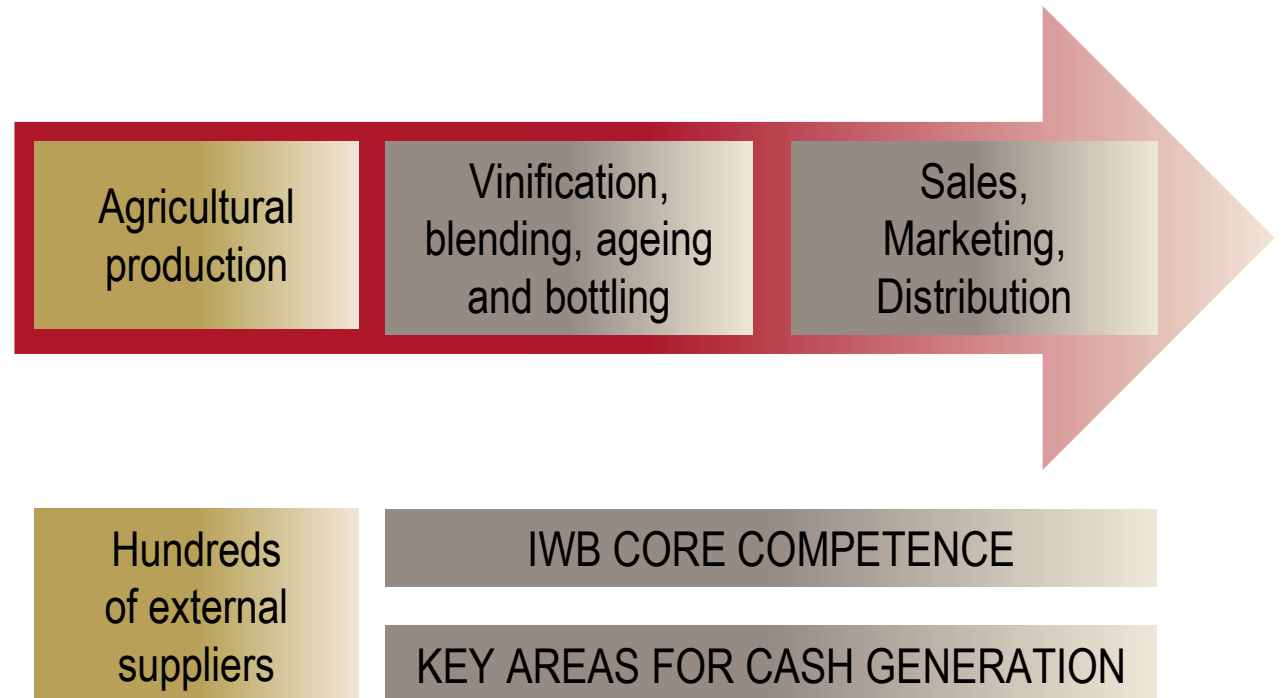 Agricultural
production
Vinification,
blending, ageing
and bottling
Sales,
Marketing,
Distribution
Hundreds
of external
suppliers
IWB CORE COMPETENCE
KEY AREAS FOR CASH GENERATION